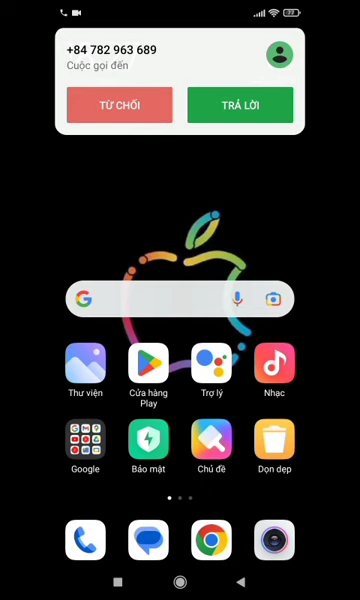 77
+84 782 963 689
Cuộc gọi đến
TỪ CHỐI
TRẢ LỜI
Thư viện
Cửa hàng
Play
Trợ lý
Nhạc
Google
Bảo mật
Chủ đề
Dọn dẹp